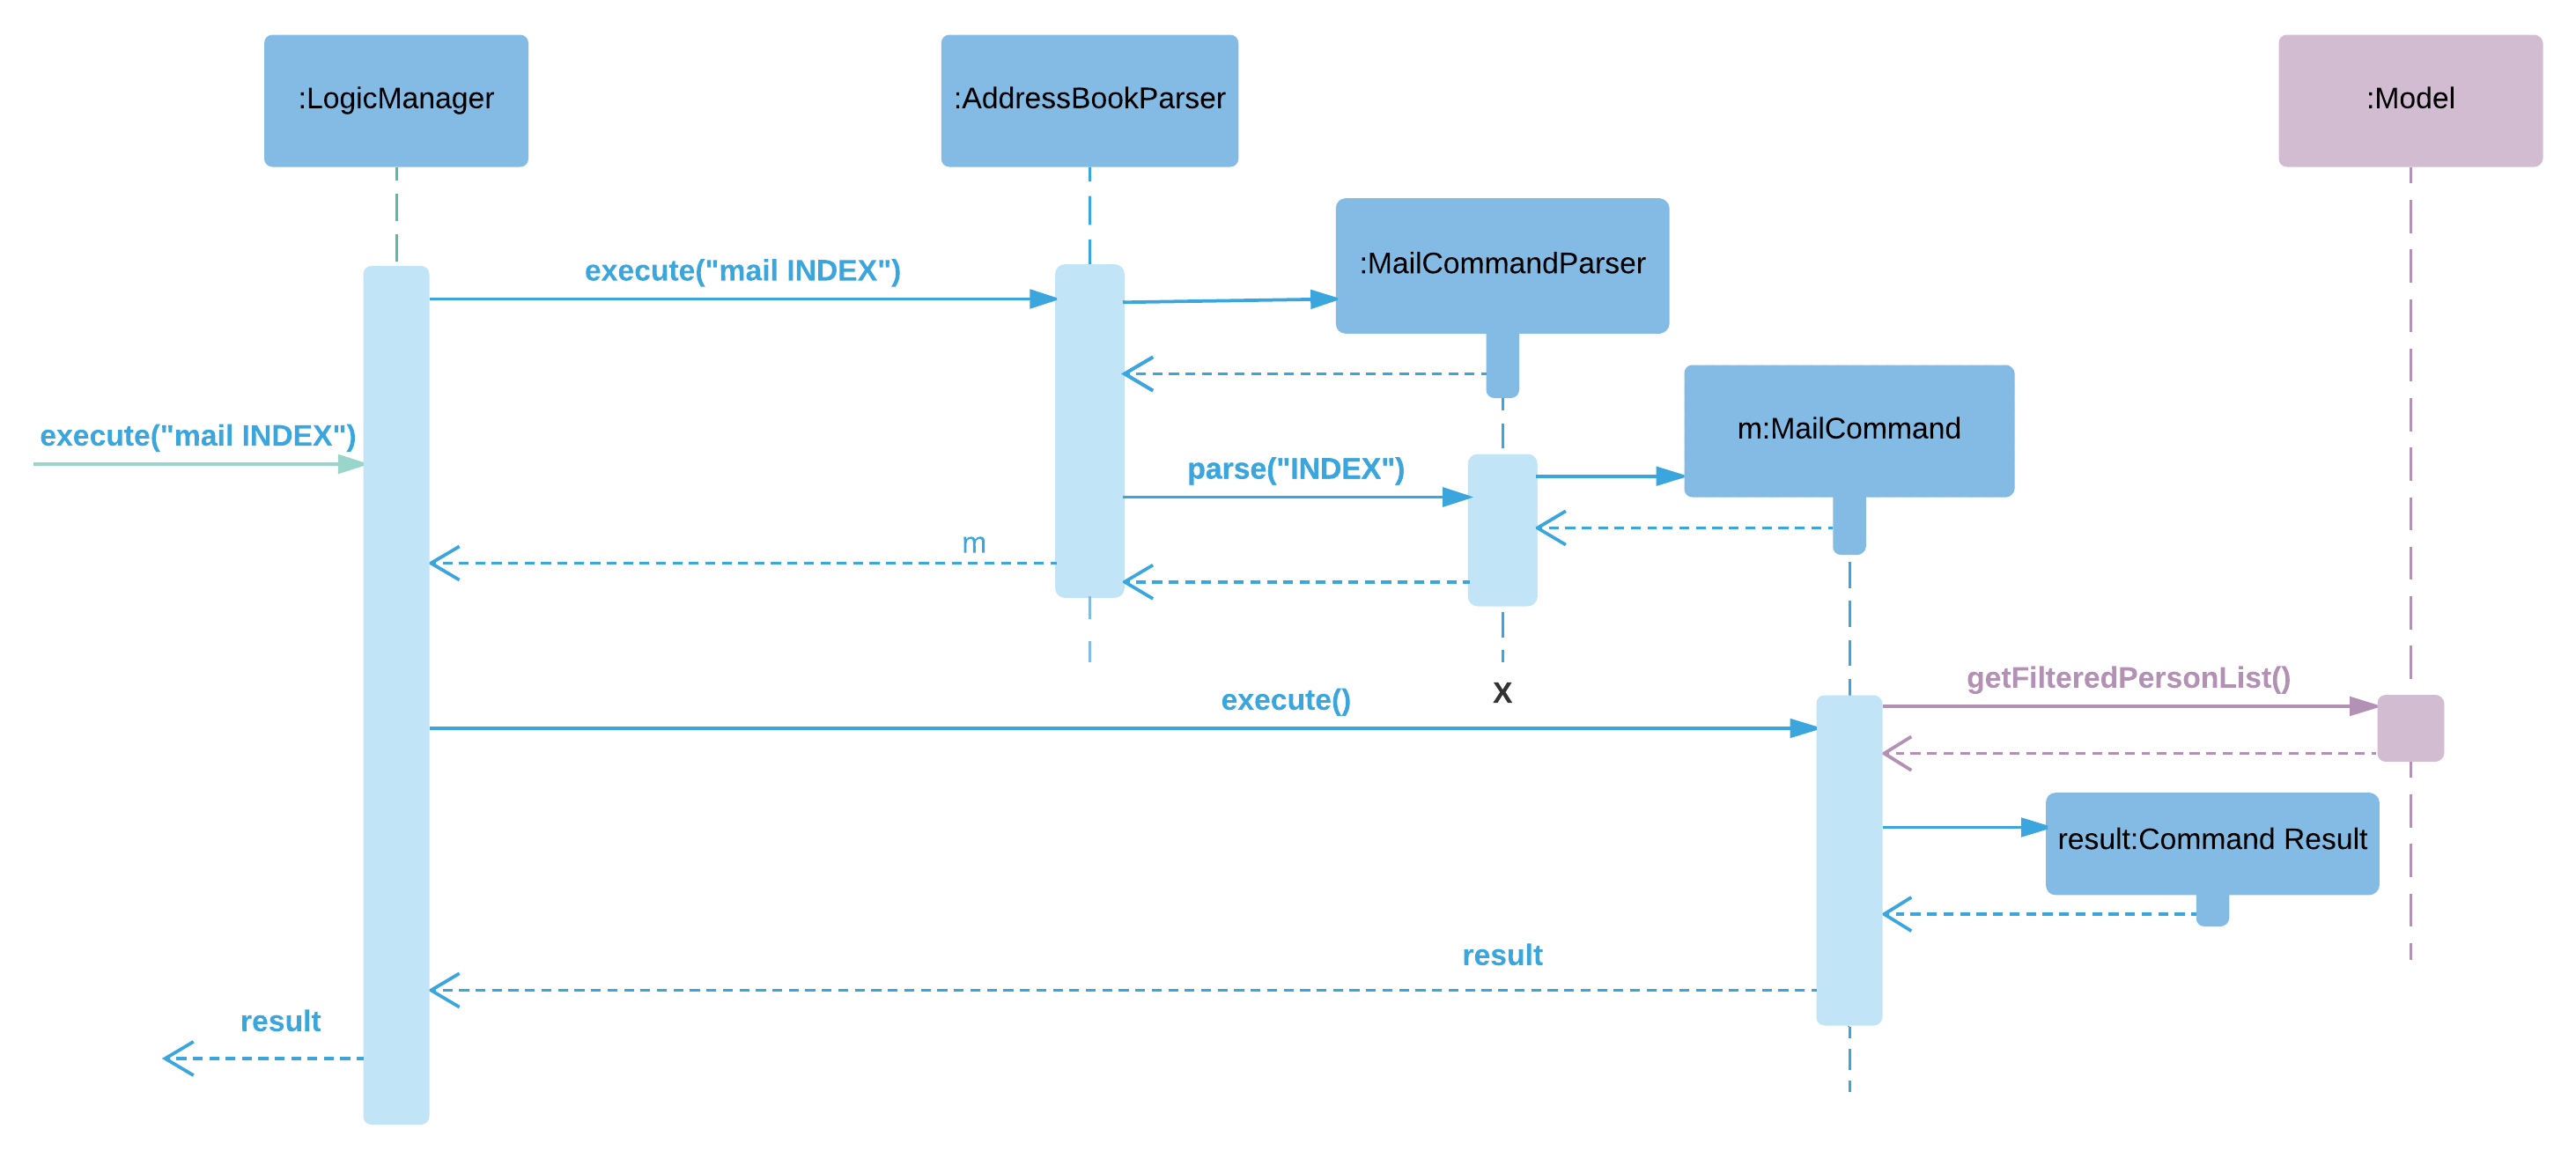 :LogicManager
:AddressBookParser
:Model
:MailCommandParser
execute("mail INDEX")
m:MailCommand
execute("mail INDEX")
parse("INDEX")
m
getFilteredPersonList()
X
execute()
result:Command Result
result
result